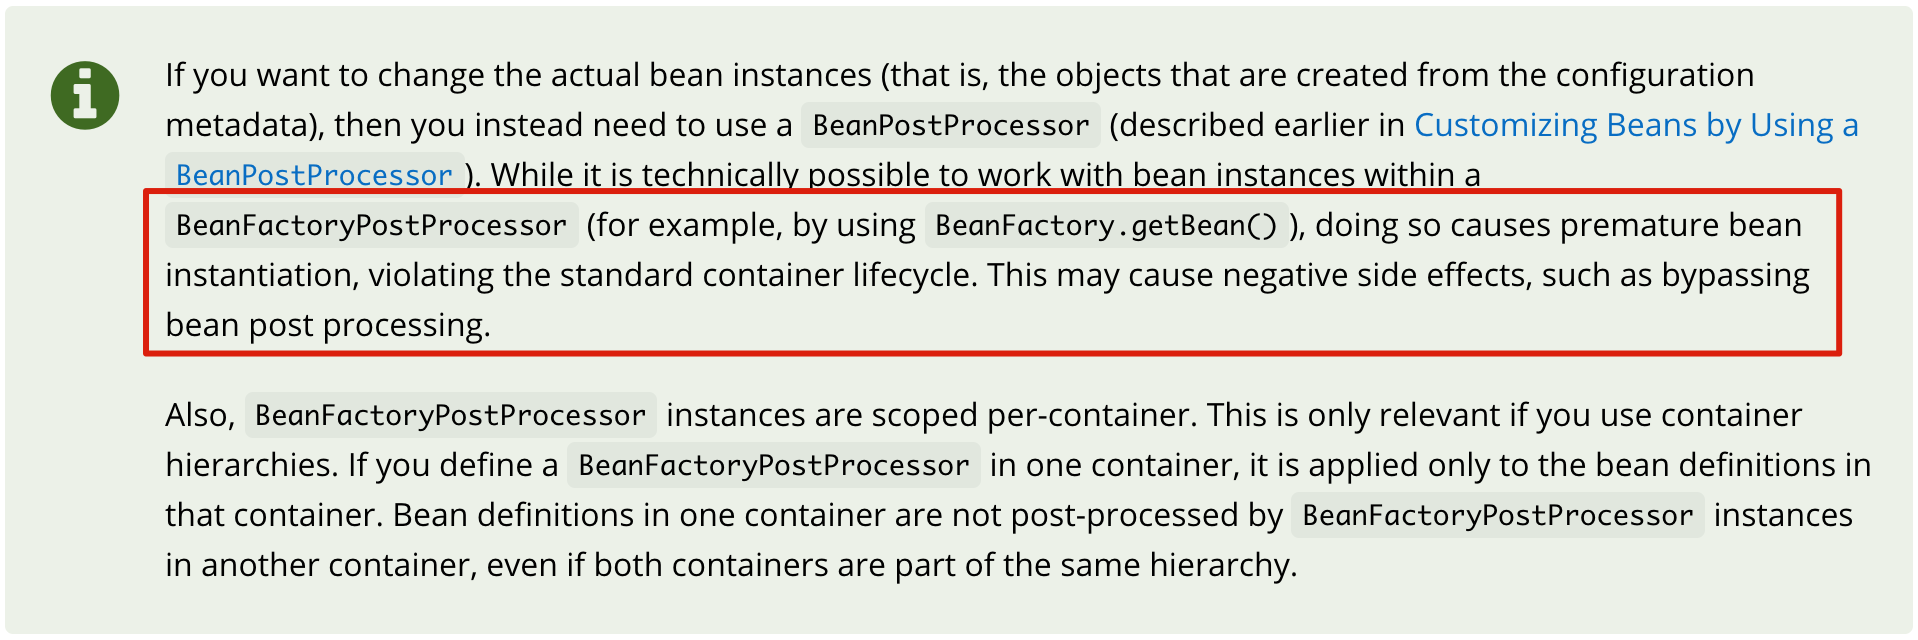 If you want to change the actual bean instances (that is, the objects that are created from the configuration
metadata), then you instead need to use a BeanPostProcessor (described earlier in Customizing Beans by Using a
BeanPostProcessor). While it is technically possible to work with bean instances within a
BeanFactoryPostProcessor (for example, by using BeanFactory.getBean()), doing so causes premature bean
instantiation, violating the standard container lifecycle. This may cause negative side effects, such as bypassing
bean post processing.
Also, BeanFactoryPostProcessor instances are scoped per-container. This is only relevant if you use container
hierarchies. If you define a BeanFactoryPostProcessor in one container, it is applied only to the bean definitions in
that container. Bean definitions in one container are not post-processed by BeanFactoryPostProcessor instances
in another container, even if both containers are part of the same hierarchy.